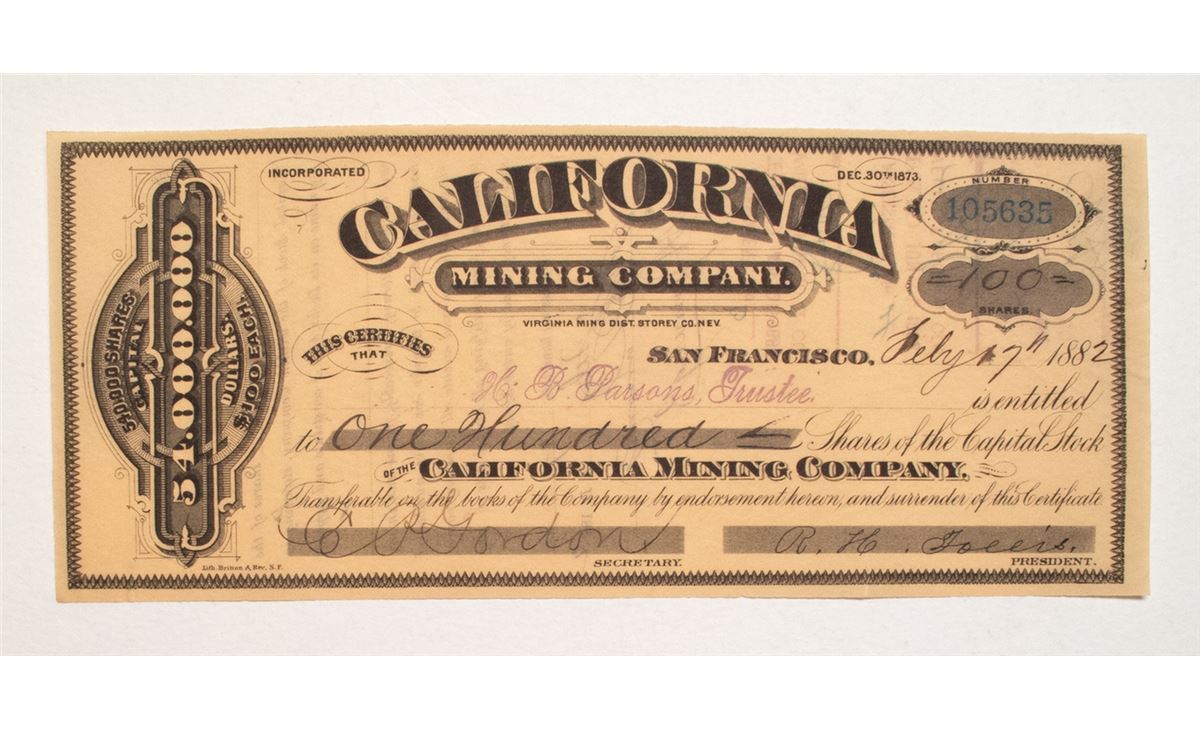 INCORPORATED
DEC. 30TH 1873.
CALIFORNIA
MINING COMPANY.
VIRGINIA MING DIST. STOREY CO. NEV.
NUMBER
105635
=100=
SHARES
540.000 SHARES.
CAPITAL
54.000.000
DOLLARS.
$100 EACH.
THIS CERTIFIES
THAT
SAN FRANCISCO, Feby 17th 1882
H. B. Parsons, Trustee.
is entitled
to One Hundred Shares of the Capital Stock
OF THE CALIFORNIA MINING COMPANY,
Transferable on the books of the Company by endorsement hereon, and surrender of this Certificate
Gordon
R. H. Follis.
SECRETARY.
PRESIDENT.
Lith. Britton & Rey, S. F.